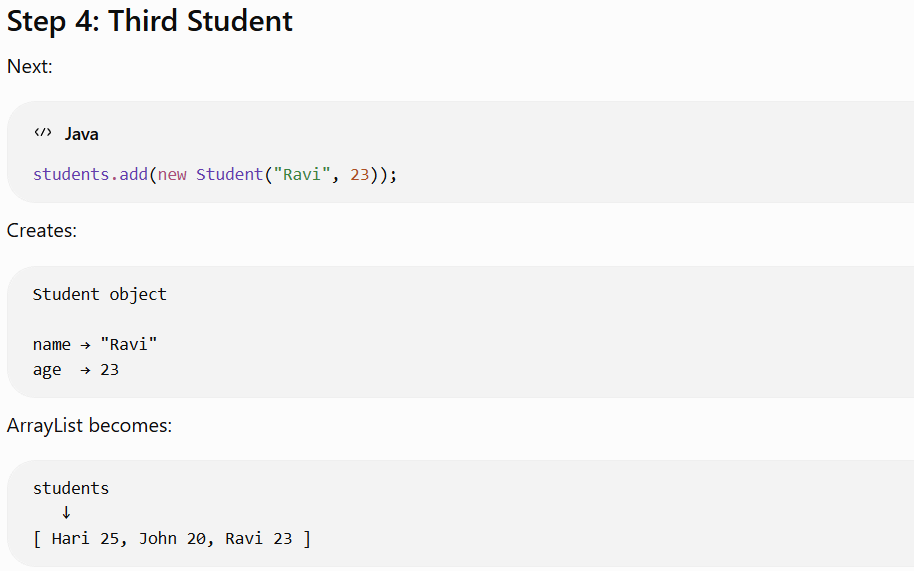 Step 4: Third Student
Next:
</> Java
students.add(new Student("Ravi", 23));
Creates:
Student object
name → "Ravi"
age  → 23
ArrayList becomes:
students
↓
[ Hari 25, John 20, Ravi 23 ]